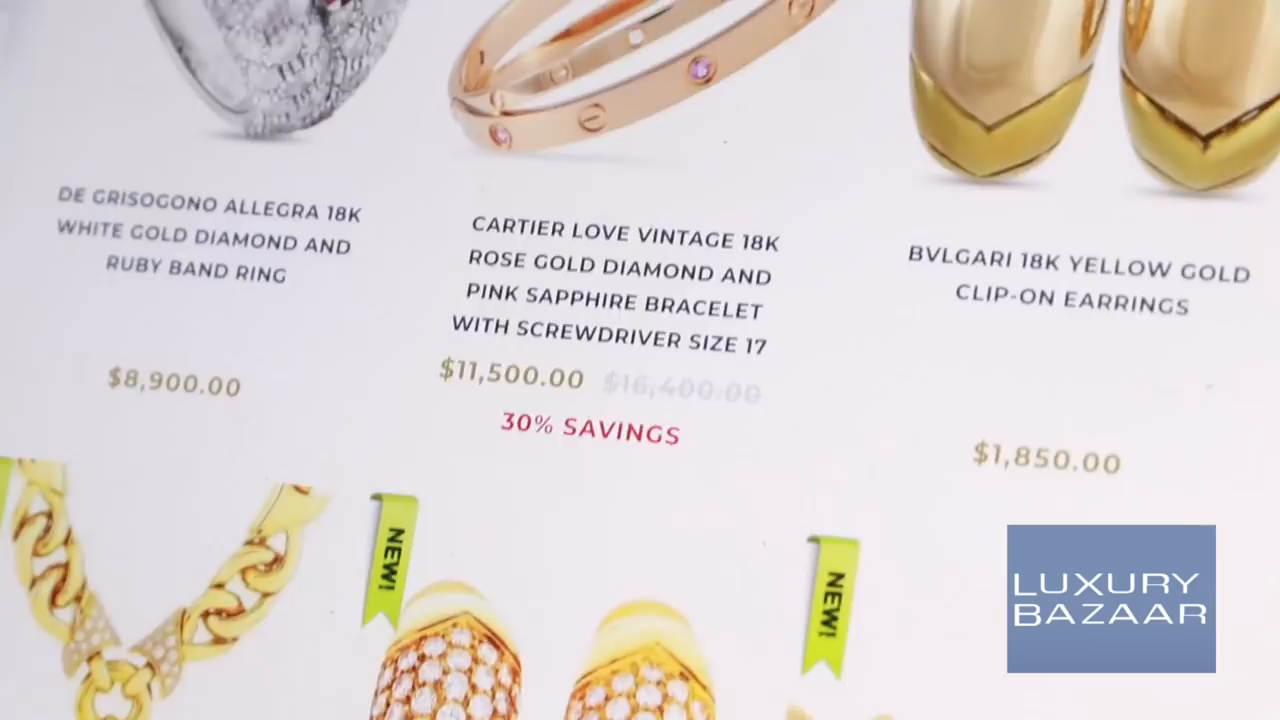 DE GRISOGONO ALLEGRA 18K
WHITE GOLD DIAMOND AND
RUBY BAND RING
$8,900.00
CARTIER LOVE VINTAGE 18K
ROSE GOLD DIAMOND AND
PINK SAPPHIRE BRACELET
WITH SCREWDRIVER SIZE 17
$11,500.00 $16,400.00
30% SAVINGS
BVLGARI 18K YELLOW GOLD
CLIP-ON EARRINGS
$1,850.00
NEW!
NEW!
LUXURY
BAZAAR